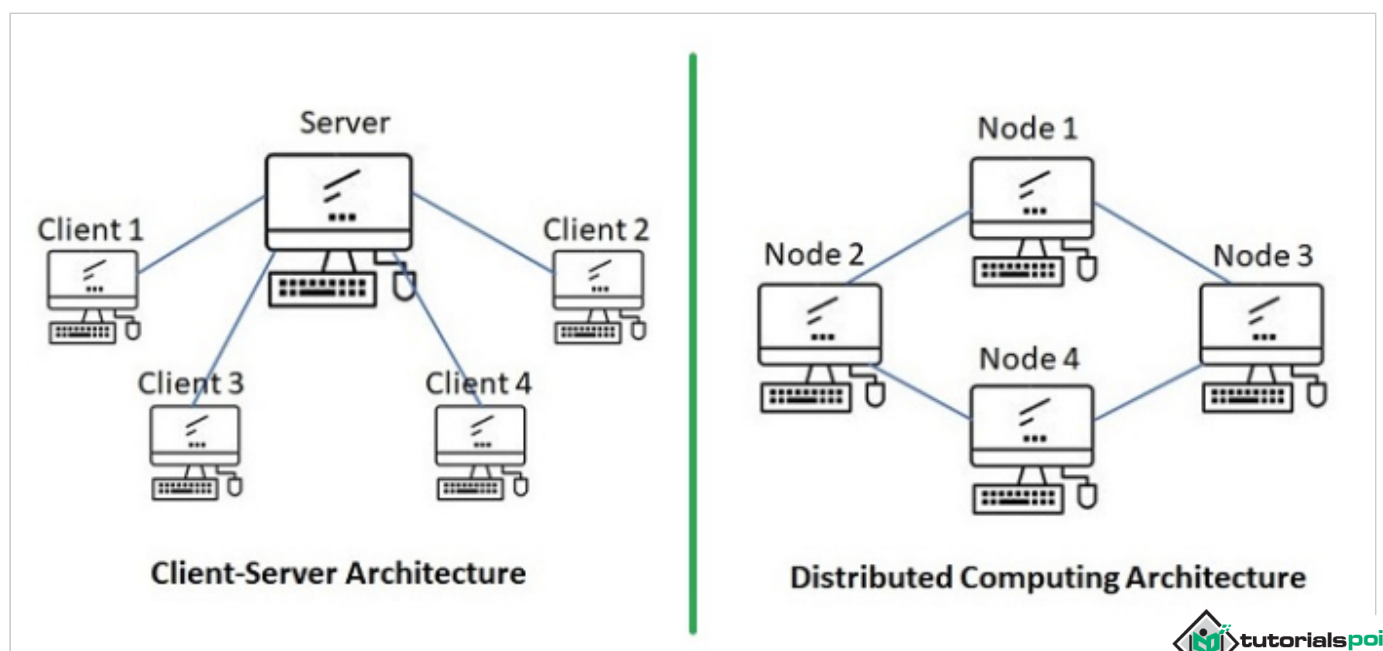 Server
Client 1
Client 2
Client 3
Client 4
Client-Server Architecture
Node 1
Node 2
Node 3
Node 4
Distributed Computing Architecture
tutorialspoi